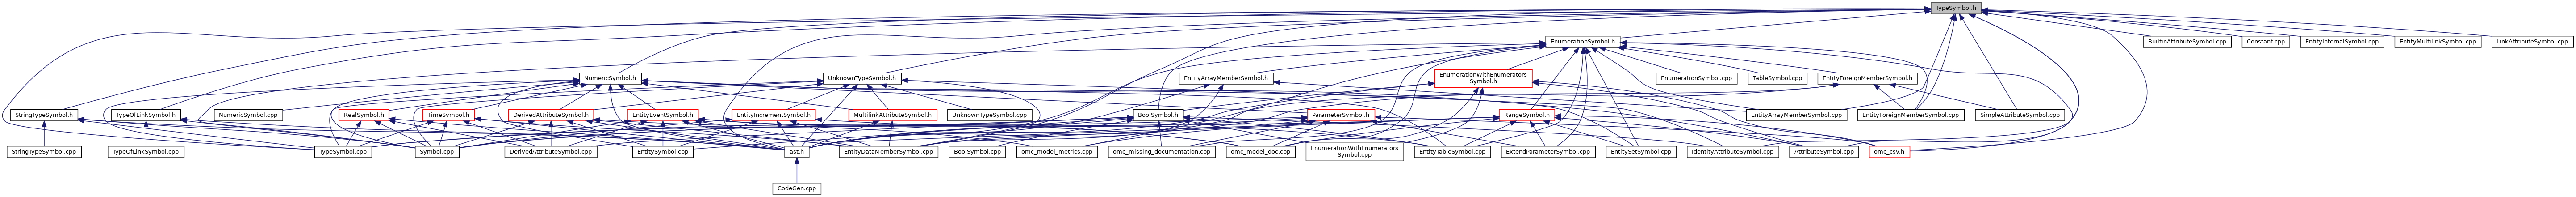 TypeSymbol.h
EnumerationSymbol.h
BuiltinAttributeSymbol.cpp
Constant.cpp
EntityInternalSymbol.cpp
EntityMultilinkSymbol.cpp
LinkAttributeSymbol.cpp
NumericSymbol.h
UnknownTypeSymbol.h
EntityArrayMemberSymbol.h
EnumerationWithEnumerators
Symbol.h
EnumerationSymbol.cpp
TableSymbol.cpp
EntityForeignMemberSymbol.h
StringTypeSymbol.h
TypeOfLinkSymbol.h
NumericSymbol.cpp
RealSymbol.h
TimeSymbol.h
DerivedAttributeSymbol.h
EntityEventSymbol.h
EntityIncrementSymbol.h
MultilinkAttributeSymbol.h
UnknownTypeSymbol.cpp
BoolSymbol.h
ParameterSymbol.h
RangeSymbol.h
EntityArrayMemberSymbol.cpp
EntityForeignMemberSymbol.cpp
SimpleAttributeSymbol.cpp
StringTypeSymbol.cpp
TypeOfLinkSymbol.cpp
TypeSymbol.cpp
Symbol.cpp
DerivedAttributeSymbol.cpp
EntitySymbol.cpp
ast.h
EntityDataMemberSymbol.cpp
BoolSymbol.cpp
omc_model_metrics.cpp
omc_missing_documentation.cpp
omc_model_doc.cpp
EnumerationWithEnumerators
Symbol.cpp
EntityTableSymbol.cpp
ExtendParameterSymbol.cpp
EntitySetSymbol.cpp
IdentityAttributeSymbol.cpp
AttributeSymbol.cpp
omc_csv.h
CodeGen.cpp